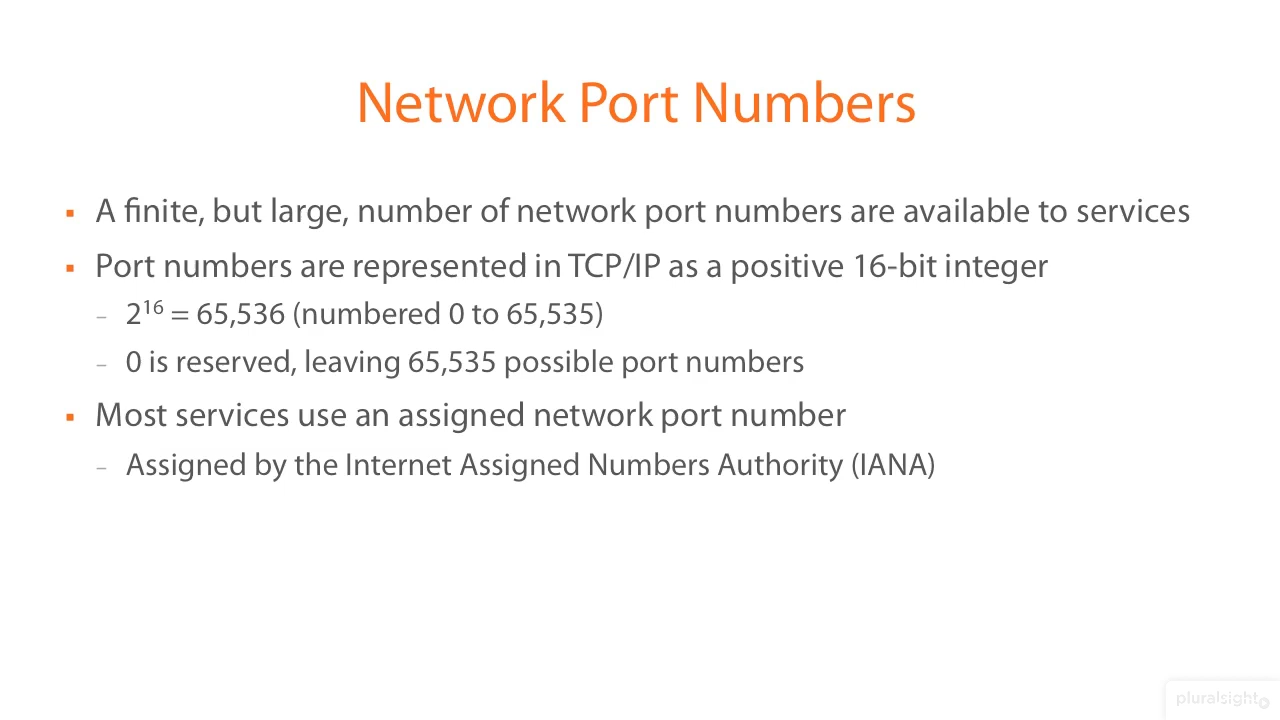 Network Port Numbers
▪ A finite, but large, number of network port numbers are available to services
▪ Port numbers are represented in TCP/IP as a positive 16-bit integer
– 2¹⁶ = 65,536 (numbered 0 to 65,535)
– 0 is reserved, leaving 65,535 possible port numbers
▪ Most services use an assigned network port number
– Assigned by the Internet Assigned Numbers Authority (IANA)
pluralsight